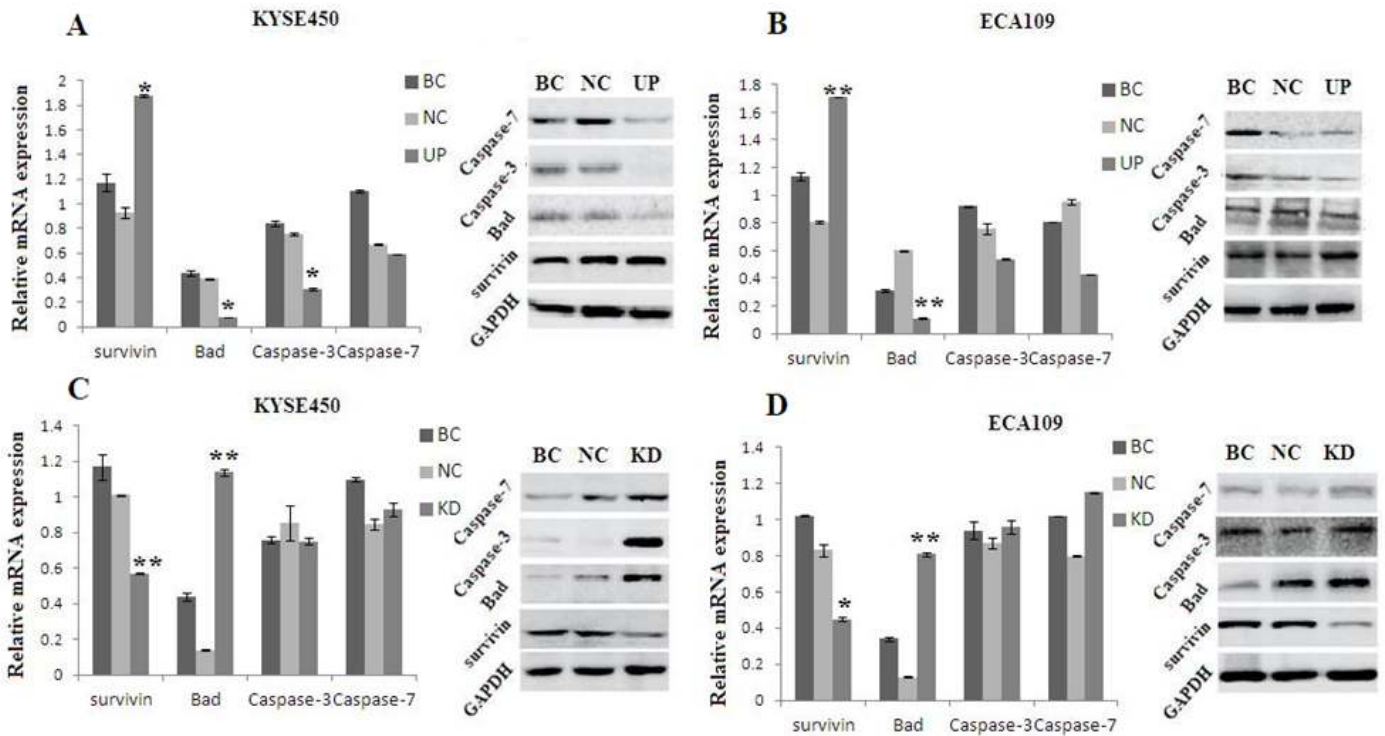 A
KYSE450
Relative mRNA expression
2
1.8
1.6
1.4
1.2
1
0.8
0.6
0.4
0.2
0
*
*
*
survivin
Bad
Caspase-3
Caspase-7
BC
NC
UP
BC NC UP
Caspase-7
Caspase-3
Bad
survivin
GAPDH
B
ECA109
Relative mRNA expression
1.8
1.6
1.4
1.2
1
0.8
0.6
0.4
0.2
0
**
**
survivin
Bad
Caspase-3
Caspase-7
BC
NC
UP
BC NC UP
Caspase-7
Caspase-3
Bad
survivin
GAPDH
C
KYSE450
Relative mRNA expression
1.4
1.2
1
0.8
0.6
0.4
0.2
0
**
**
survivin
Bad
Caspase-3
Caspase-7
BC
NC
KD
BC NC KD
Caspase-7
Caspase-3
Bad
survivin
GAPDH
D
ECA109
Relative mRNA expression
1.4
1.2
1
0.8
0.6
0.4
0.2
0
*
**
survivin
Bad
Caspase-3
Caspase-7
BC
NC
KD
BC NC KD
Caspase-7
Caspase-3
Bad
survivin
GAPDH